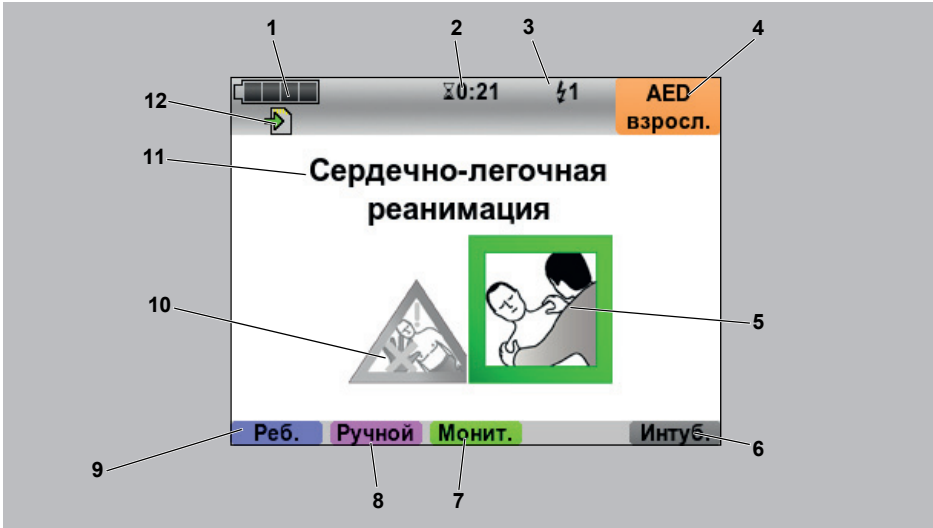 1
2
3
4
0:21
1
AED
взросл.
12
11
Сердечно-легочная
реанимация
10
5
Реб.
Ручной
Монит.
Интуб.
9
8
7
6